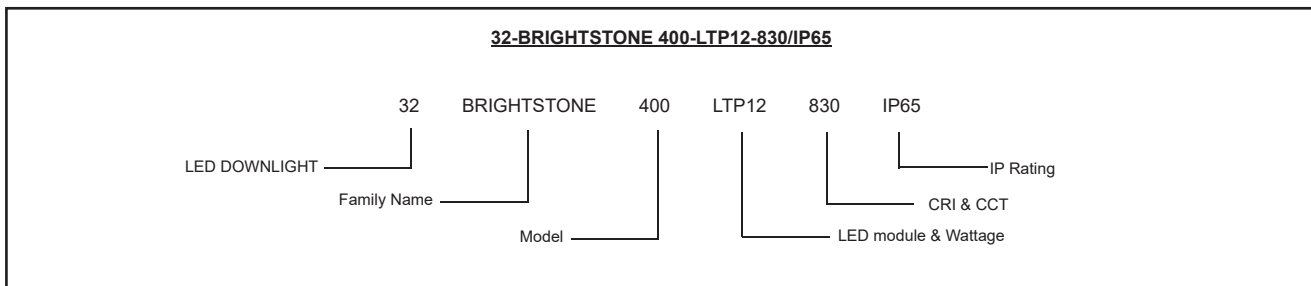 32-BRIGHTSTONE 400-LTP12-830/IP65
32 BRIGHTSTONE 400 LTP12 830 IP65
LED DOWNLIGHT
IP Rating
Family Name
CRI & CCT
Model
LED module & Wattage